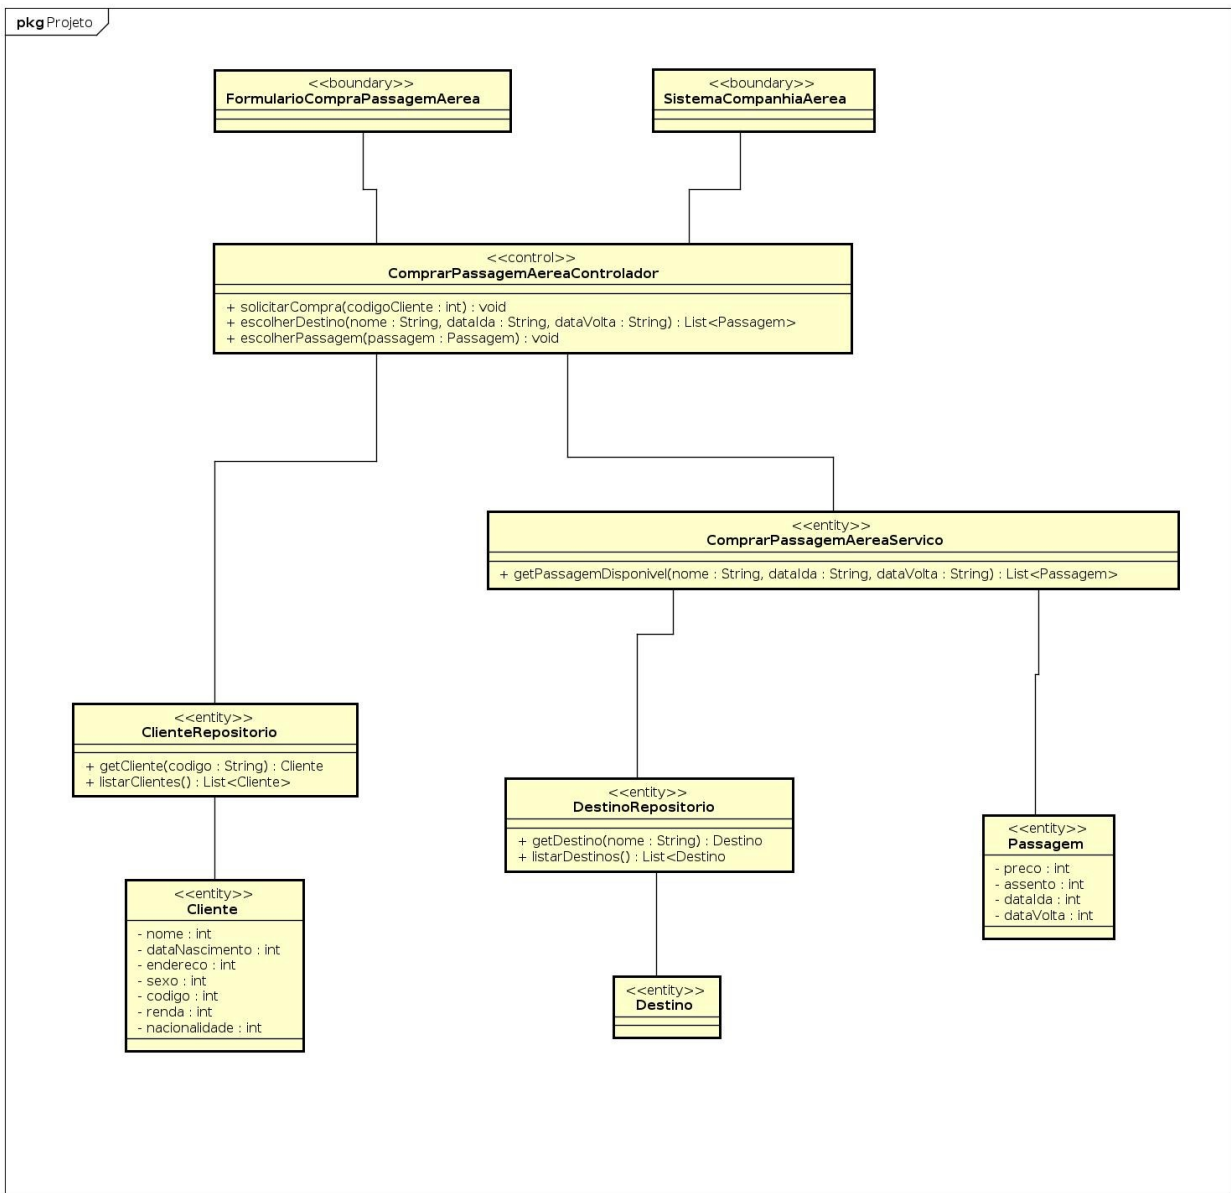 pkg Projeto
<<boundary>>
FormularioCompraPassagemAerea
<<boundary>>
SistemaCompanhiaAerea
<<control>>
ComprarPassagemAereaControlador
+ solicitarCompra(codigoCliente : int) : void
+ escolherDestino(nome : String, dataIda : String, dataVolta : String) : List<Passagem>
+ escolherPassagem(passagem : Passagem) : void
<<entity>>
ComprarPassagemAereaServico
+ getPassagemDisponivel(nome : String, dataIda : String, dataVolta : String) : List<Passagem>
<<entity>>
ClienteRepositorio
+ getCliente(codigo : String) : Cliente
+ listarClientes() : List<Cliente>
<<entity>>
DestinoRepositorio
+ getDestino(nome : String) : Destino
+ listarDestinos() : List<Destino
<<entity>>
Passagem
- preco : int
- assento : int
- dataIda : int
- dataVolta : int
<<entity>>
Cliente
- nome : int
- dataNascimento : int
- endereco : int
- sexo : int
- codigo : int
- renda : int
- nacionalidade : int
<<entity>>
Destino